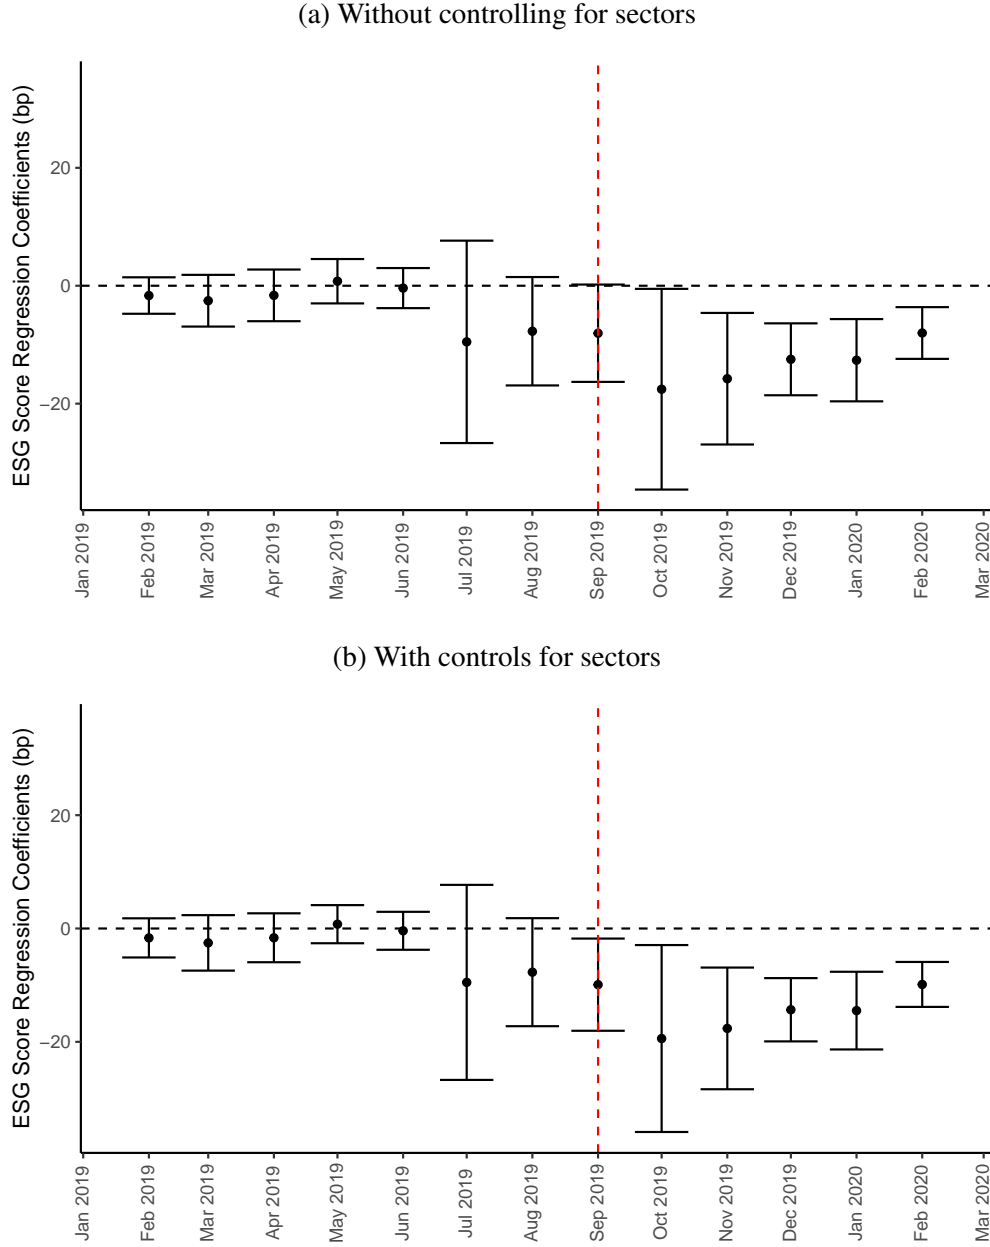 (a) Without controlling for sectors
ESG Score Regression Coefficients (bp)
20
0
−20
Jan 2019
Feb 2019
Mar 2019
Apr 2019
May 2019
Jun 2019
Jul 2019
Aug 2019
Sep 2019
Oct 2019
Nov 2019
Dec 2019
Jan 2020
Feb 2020
Mar 2020
(b) With controls for sectors
ESG Score Regression Coefficients (bp)
20
0
−20
Jan 2019
Feb 2019
Mar 2019
Apr 2019
May 2019
Jun 2019
Jul 2019
Aug 2019
Sep 2019
Oct 2019
Nov 2019
Dec 2019
Jan 2020
Feb 2020
Mar 2020